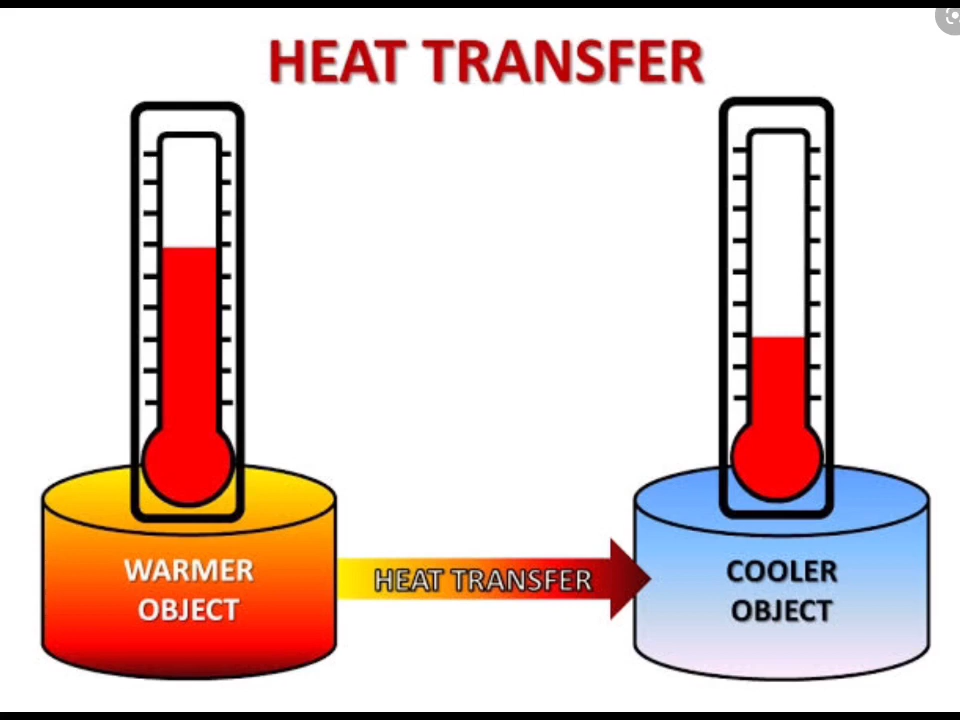 HEAT TRANSFER
WARMER
OBJECT
HEAT TRANSFER
COOLER
OBJECT